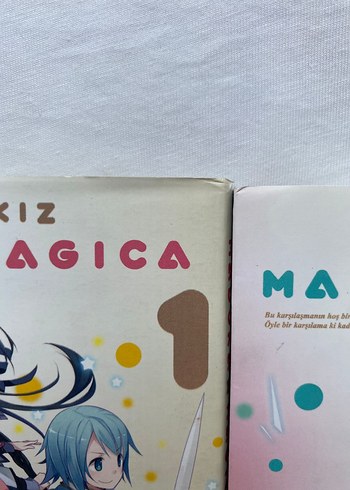 KIZ
AGICA
1
MA
Bu karşılaşmanın hoş bir
Öyle bir karşılama ki kad